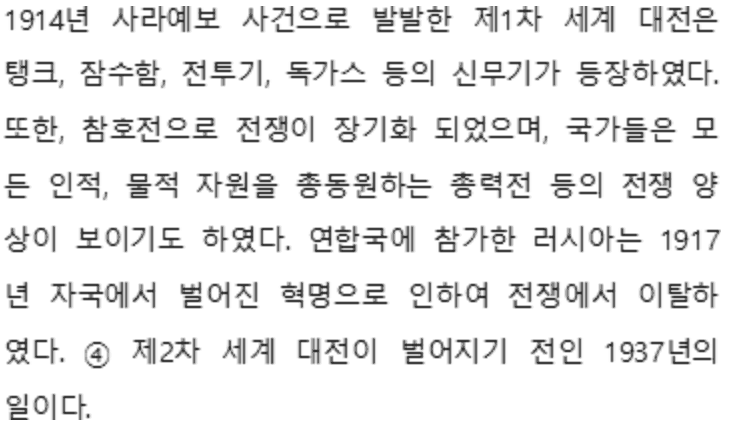 1914년 사라예보 사건으로 발발한 제1차 세계 대전은
탱크, 잠수함, 전투기, 독가스 등의 신무기가 등장하였다.
또한, 참호전으로 전쟁이 장기화 되었으며, 국가들은 모
든 인적, 물적 자원을 총동원하는 총력전 등의 전쟁 양
상이 보이기도 하였다. 연합국에 참가한 러시아는 1917
년 자국에서 벌어진 혁명으로 인하여 전쟁에서 이탈하
였다. ④ 제2차 세계 대전이 벌어지기 전인 1937년의
일이다.